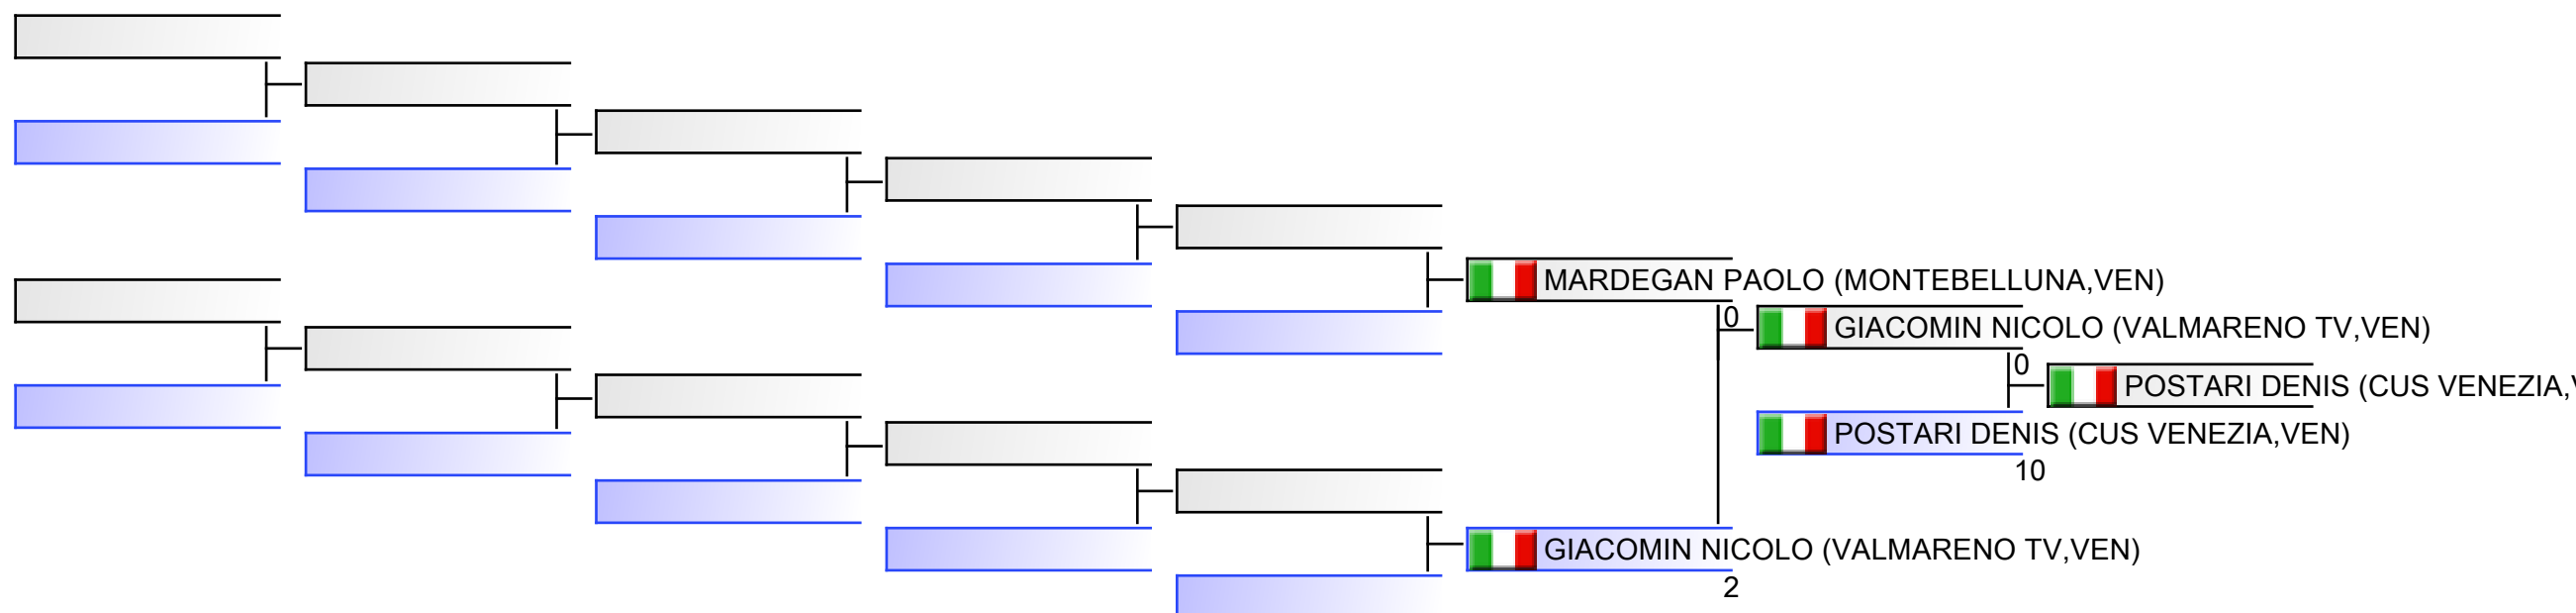 MARDEGAN PAOLO (MONTEBELLUNA,VEN)
0
GIACOMIN NICOLO (VALMARENO TV,VEN)
0
POSTARI DENIS (CUS VENEZIA,
POSTARI DENIS (CUS VENEZIA,VEN)
10
GIACOMIN NICOLO (VALMARENO TV,VEN)
2